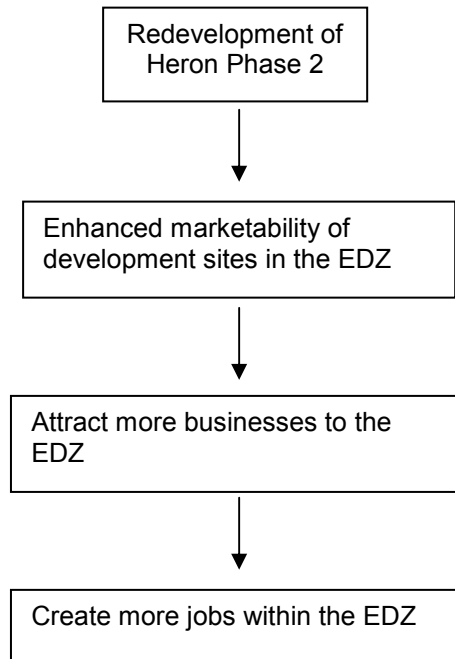 Redevelopment of
Heron Phase 2
Enhanced marketability of
development sites in the EDZ
Attract more businesses to the
EDZ
Create more jobs within the EDZ